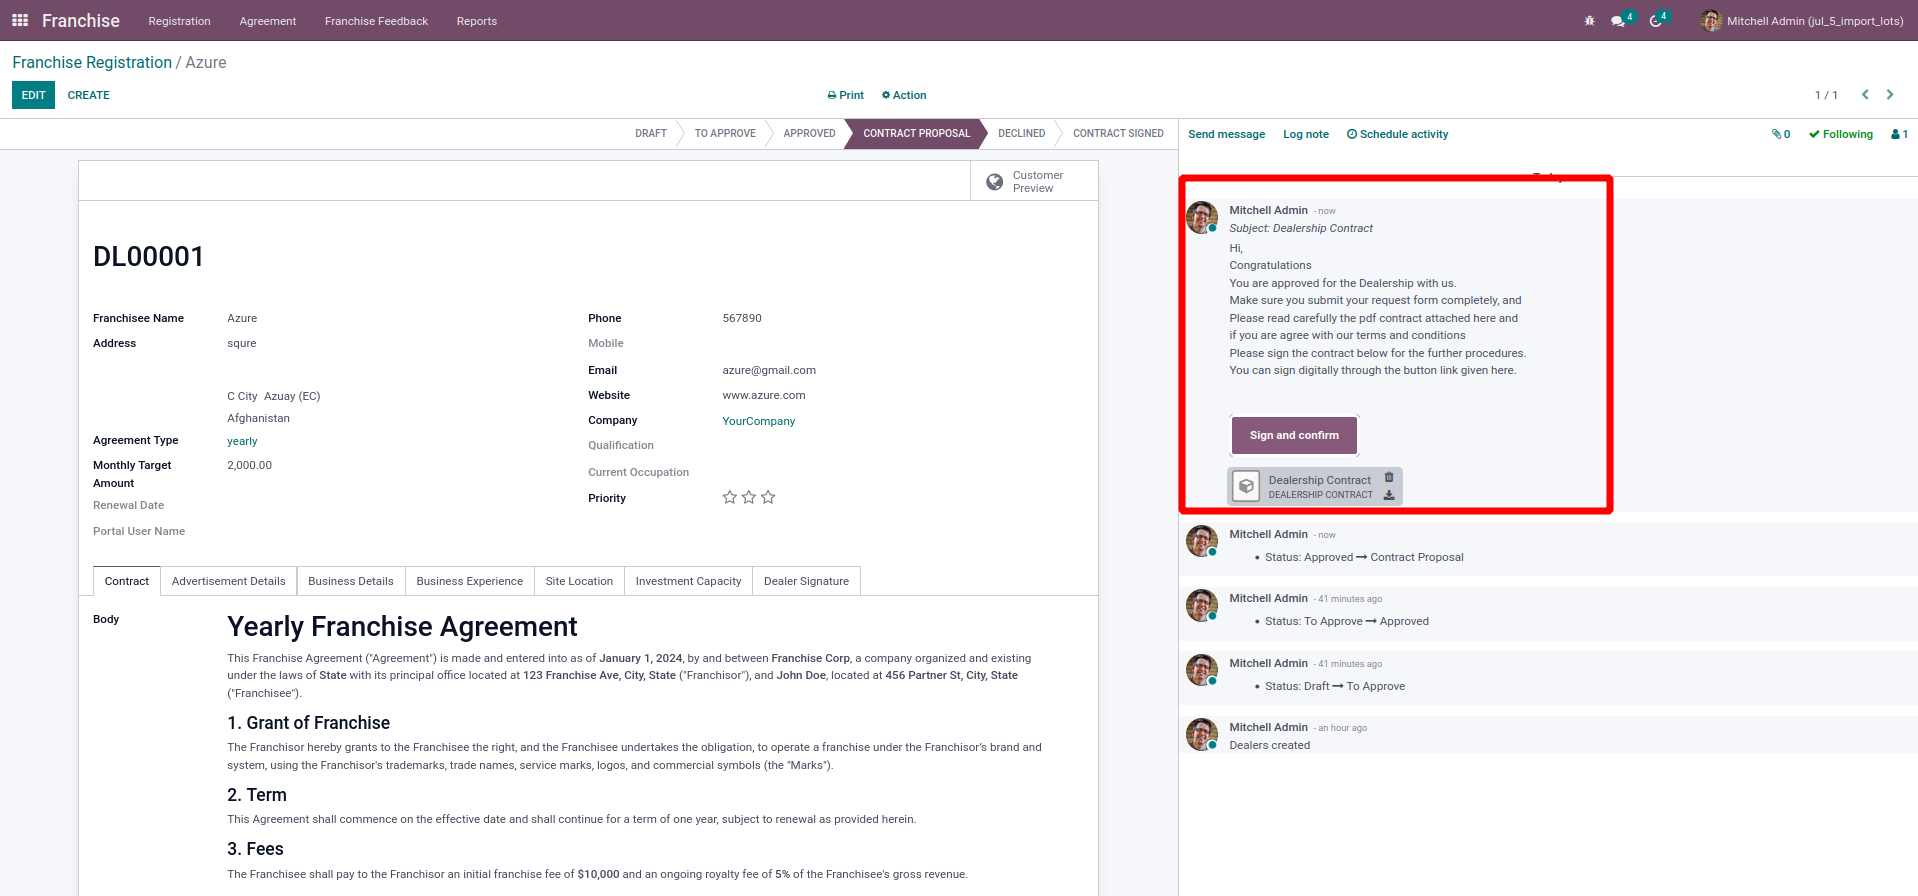 Franchise Registration Agreement Franchise Feedback Reports 4 4 Mitchell Admin (jul_5_import_lots)
Franchise Registration / Azure
EDIT CREATE Print Action 1 / 1
DRAFT TO APPROVE APPROVED CONTRACT PROPOSAL DECLINED CONTRACT SIGNED
Customer
Preview
DL00001
Franchisee Name Azure
Address squre
C City Azuay (EC)
Afghanistan
Agreement Type yearly
Monthly Target 2,000.00
Amount
Renewal Date
Portal User Name
Phone 567890
Mobile
Email azure@gmail.com
Website www.azure.com
Company YourCompany
Qualification
Current Occupation
Priority
Contract Advertisement Details Business Details Business Experience Site Location Investment Capacity Dealer Signature
Body
Yearly Franchise Agreement
This Franchise Agreement ("Agreement") is made and entered into as of January 1, 2024, by and between Franchise Corp, a company organized and existing
under the laws of State with its principal office located at 123 Franchise Ave, City, State ("Franchisor"), and John Doe, located at 456 Partner St, City, State
("Franchisee").
1. Grant of Franchise
The Franchisor hereby grants to the Franchisee the right, and the Franchisee undertakes the obligation, to operate a franchise under the Franchisor's brand and
system, using the Franchisor's trademarks, trade names, service marks, logos, and commercial symbols (the "Marks").
2. Term
This Agreement shall commence on the effective date and shall continue for a term of one year, subject to renewal as provided herein.
3. Fees
The Franchisee shall pay to the Franchisor an initial franchise fee of $10,000 and an ongoing royalty fee of 5% of the Franchisee's gross revenue.
Send message Log note Schedule activity 0 Following 1
Mitchell Admin - now
Subject: Dealership Contract
Hi,
Congratulations
You are approved for the Dealership with us.
Make sure you submit your request form completely, and
Please read carefully the pdf contract attached here and
if you are agree with our terms and conditions
Please sign the contract below for the further procedures.
You can sign digitally through the button link given here.
Sign and confirm
Dealership Contract
DEALERSHIP CONTRACT
Mitchell Admin - now
• Status: Approved → Contract Proposal
Mitchell Admin - 41 minutes ago
• Status: To Approve → Approved
Mitchell Admin - 41 minutes ago
• Status: Draft → To Approve
Mitchell Admin - an hour ago
Dealers created